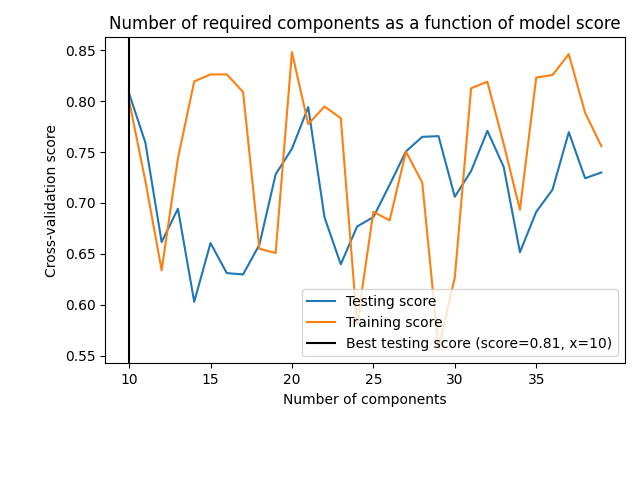 Number of required components as a function of model score
Cross-validation score
0.85
0.80
0.75
0.70
0.65
0.60
0.55
Testing score
Training score
Best testing score (score=0.81, x=10)
10 15 20 25 30 35
Number of components